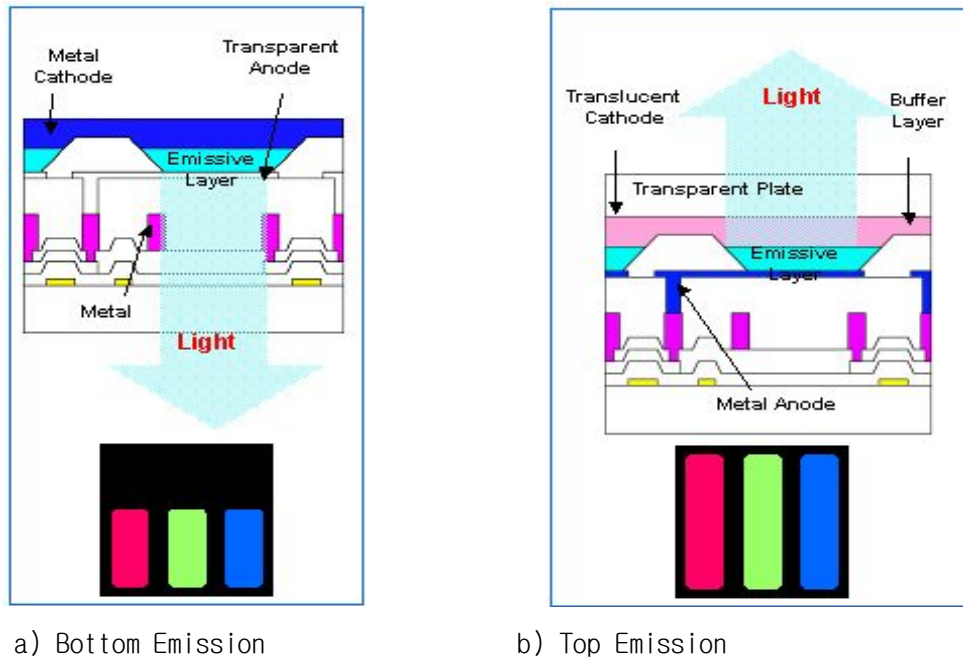 Metal
Cathode
Transparent
Anode
Emissive
Layer
Metal
Light
a) Bottom Emission
Light
Translucent
Cathode
Buffer
Layer
Transparent Plate
Emissive
Layer
Metal Anode
b) Top Emission